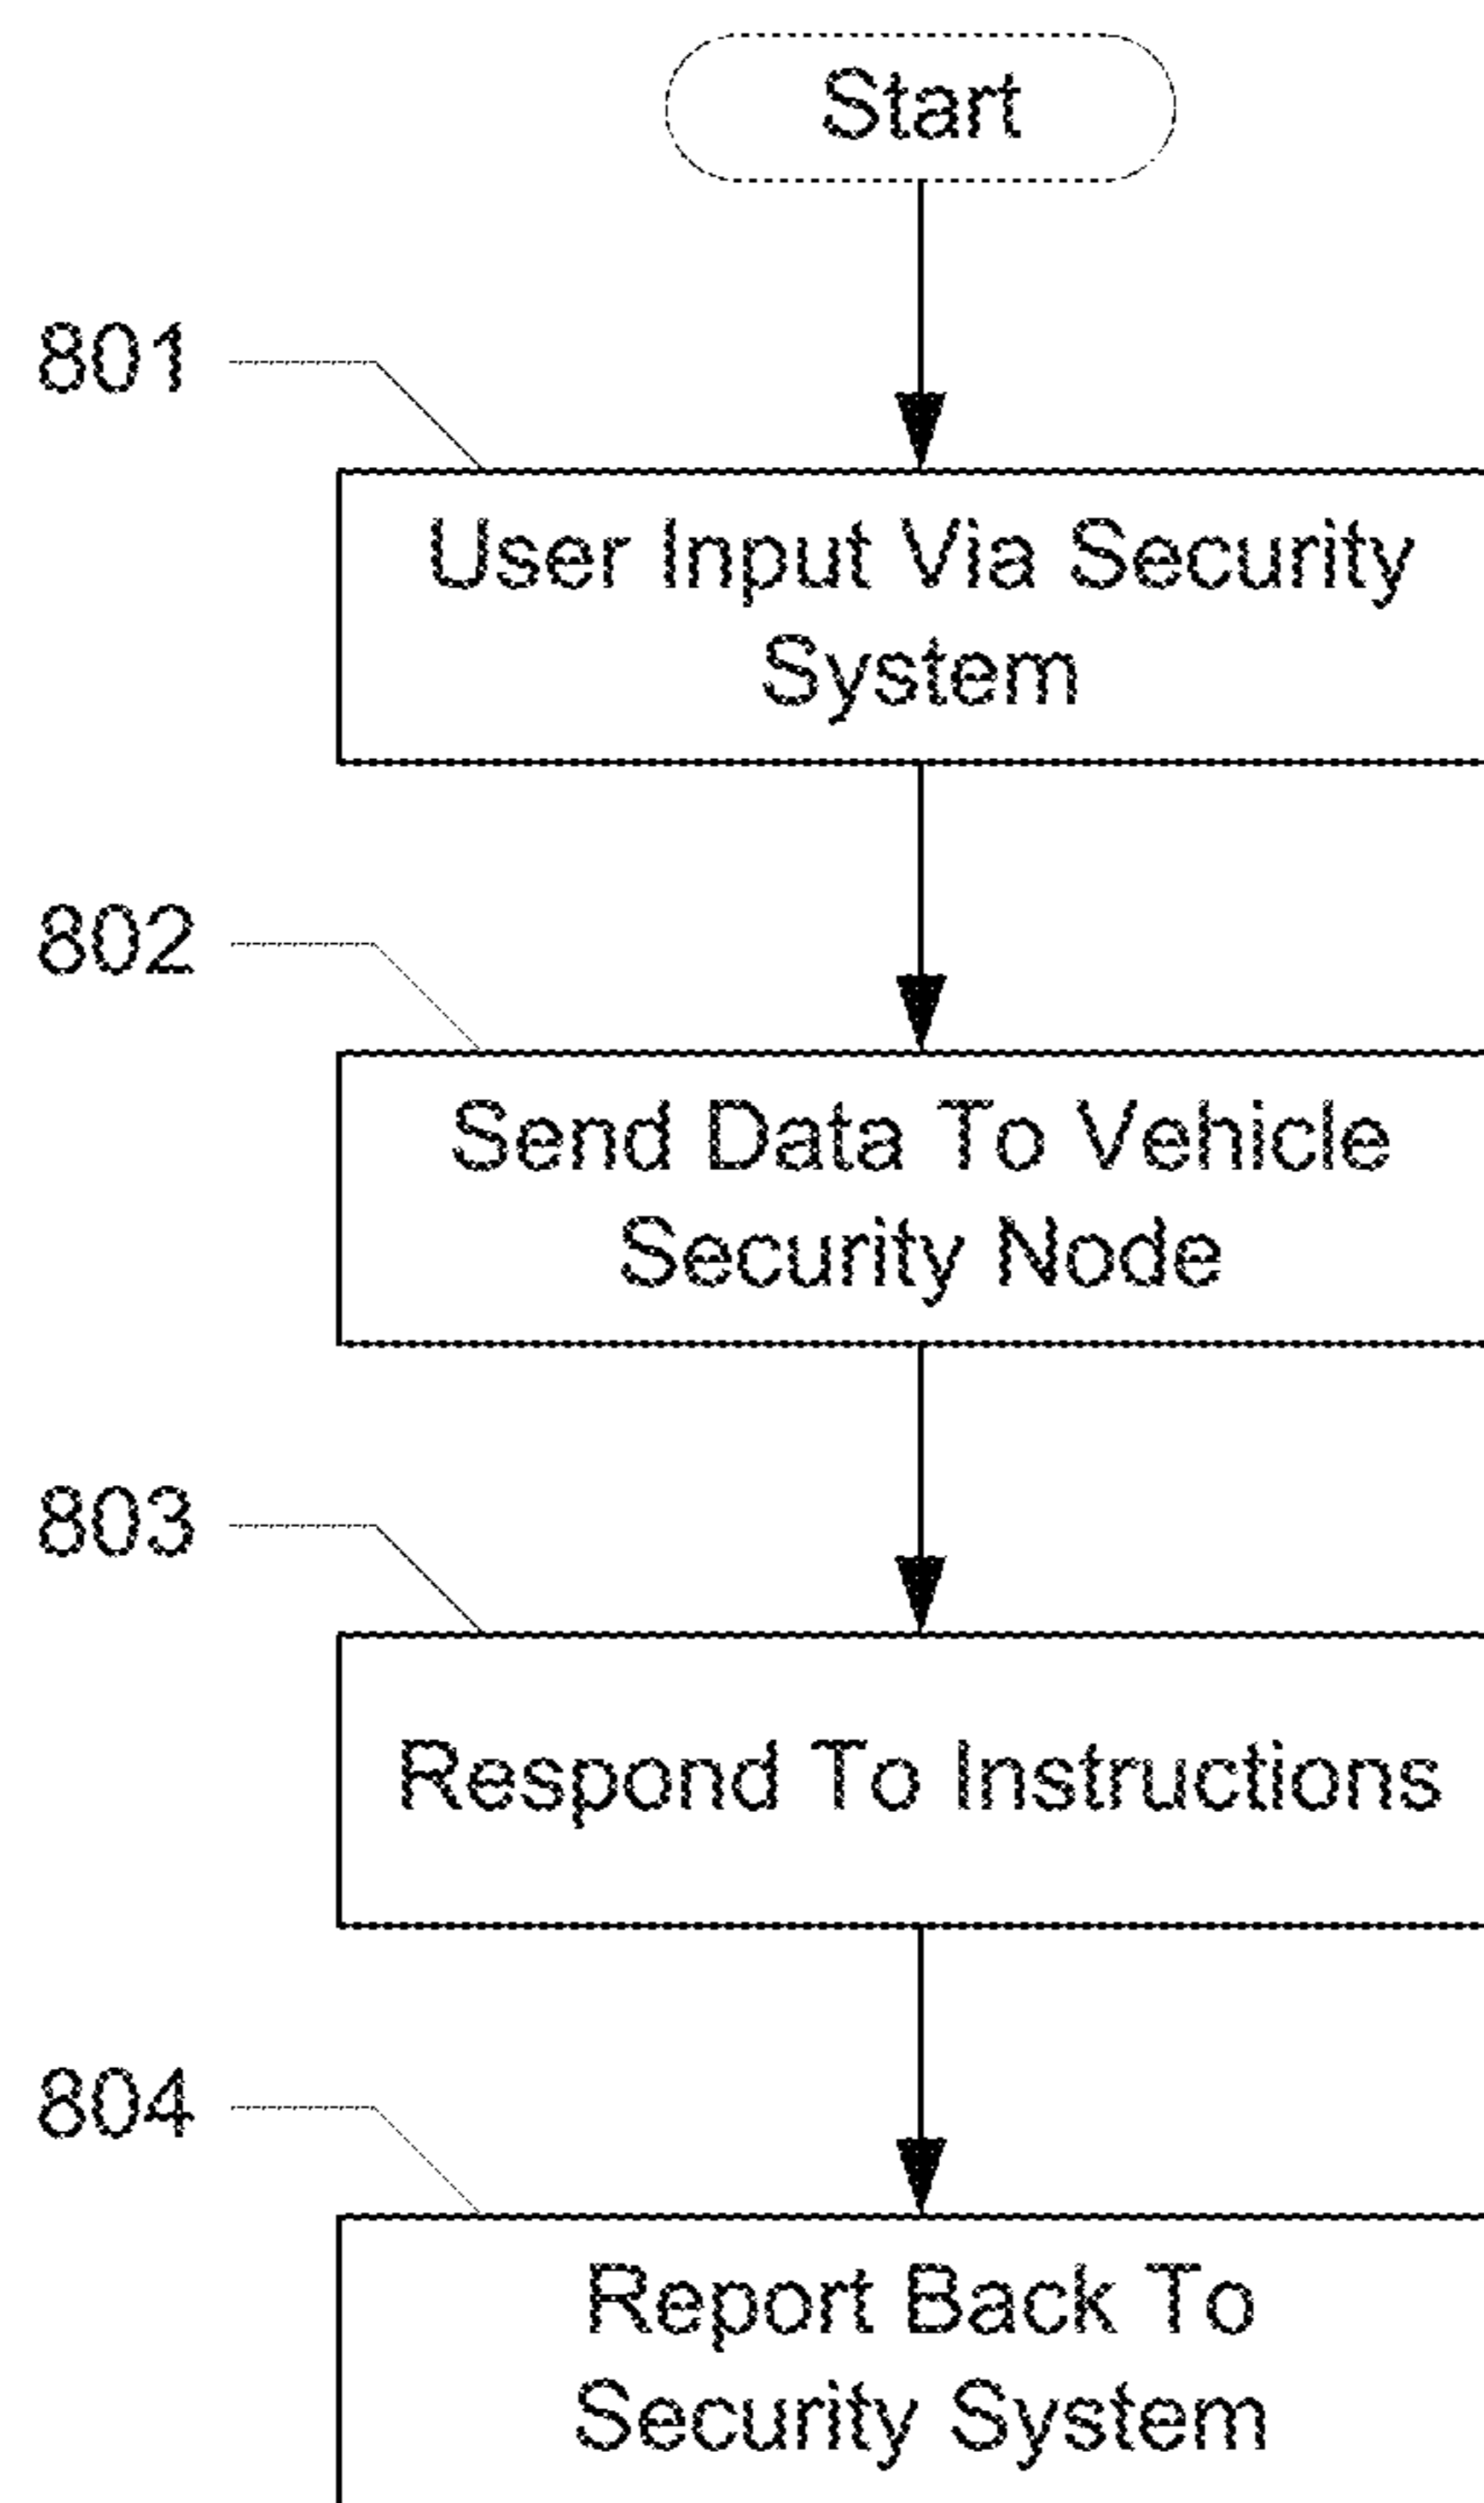 Start
801
User Input Via Security
System
802
Send Data To Vehicle
Security Node
803
Respond To Instructions
804
Report Back To
Security System